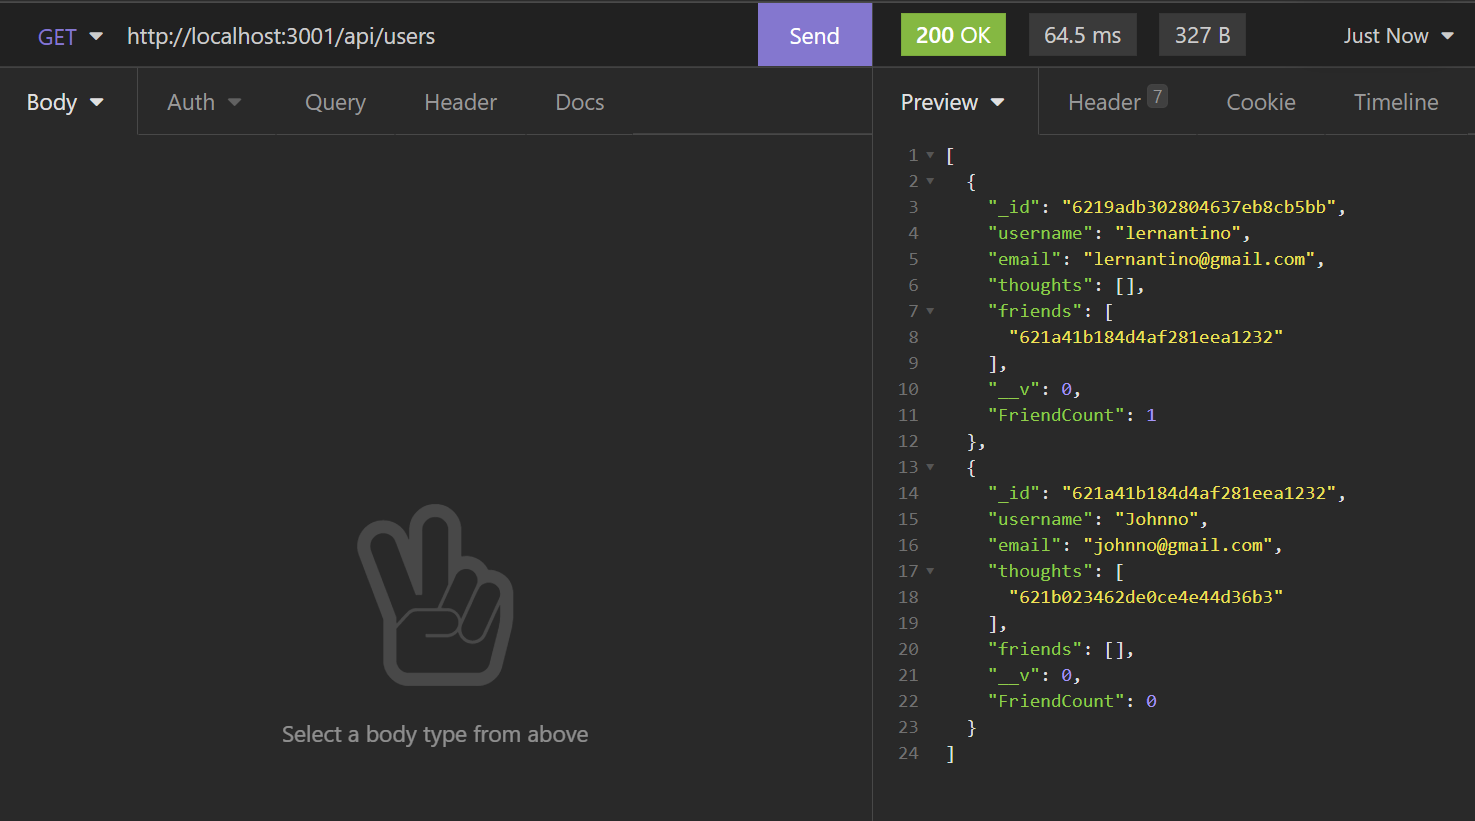 GET http://localhost:3001/api/users Send 200 OK 64.5 ms 327 B Just Now
Body Auth Query Header Docs Preview Header 7 Cookie Timeline
1 [
2 {
3 "_id": "6219adb302804637eb8cb5bb",
4 "username": "lernantino",
5 "email": "lernantino@gmail.com",
6 "thoughts": [],
7 "friends": [
8 "621a41b184d4af281eea1232"
9 ],
10 "__v": 0,
11 "FriendCount": 1
12 },
13 {
14 "_id": "621a41b184d4af281eea1232",
15 "username": "Johnno",
16 "email": "johnno@gmail.com",
17 "thoughts": [
18 "621b023462de0ce4e44d36b3"
19 ],
20 "friends": [],
21 "__v": 0,
22 "FriendCount": 0
23 }
24 ]
Select a body type from above